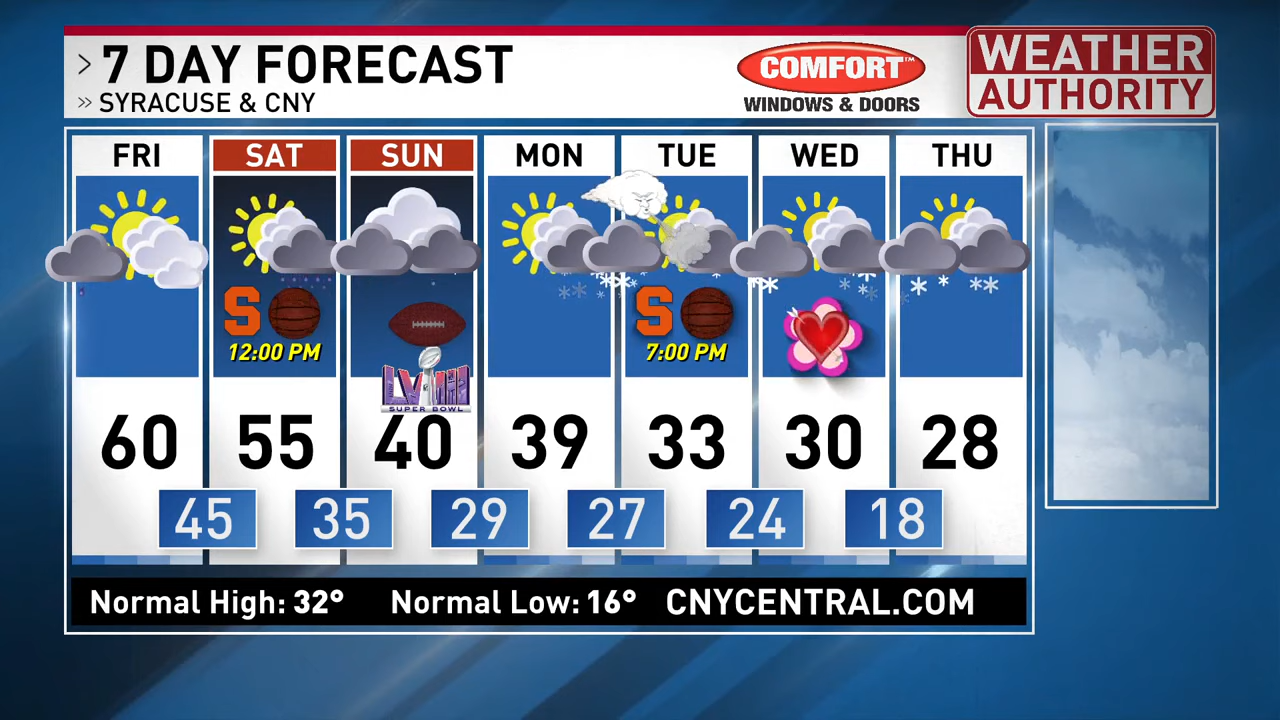 > 7 DAY FORECAST
» SYRACUSE & CNY
COMFORT™
WINDOWS & DOORS
WEATHER
AUTHORITY
FRI SAT SUN MON TUE WED THU
S S
12:00 PM 7:00 PM
LVIII
SUPER BOWL
60 55 40 39 33 30 28
45 35 29 27 24 18
Normal High: 32° Normal Low: 16° CNYCENTRAL.COM